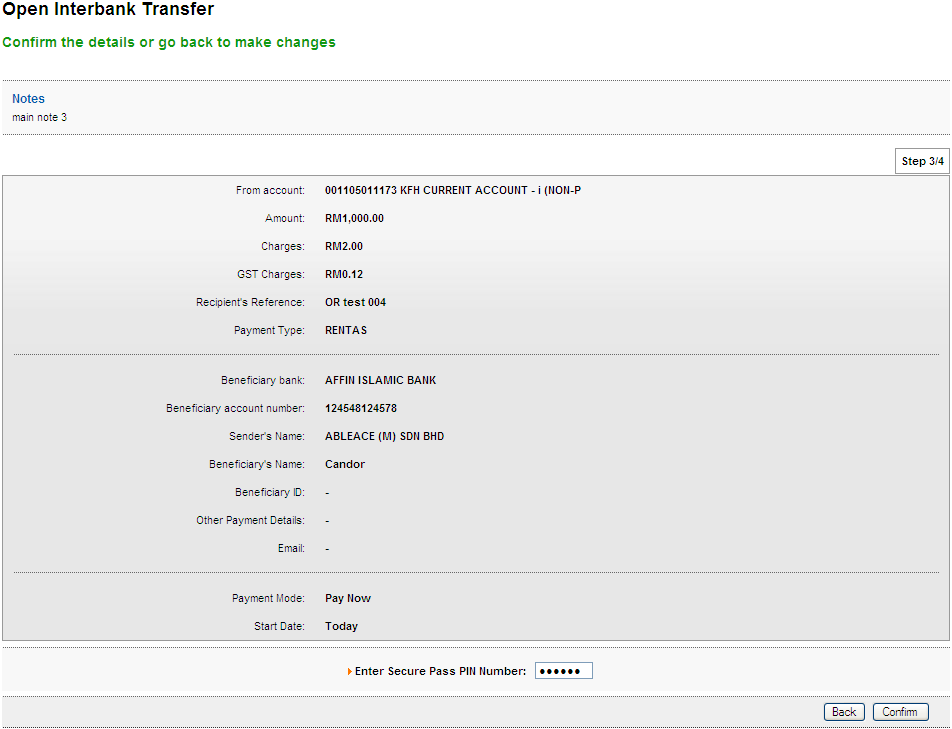 Open Interbank Transfer
Confirm the details or go back to make changes
Notes
main note 3
Step 3/4
From account: 001105011173 KFH CURRENT ACCOUNT - i (NON-P
Amount: RM1,000.00
Charges: RM2.00
GST Charges: RM0.12
Recipient's Reference: OR test 004
Payment Type: RENTAS
Beneficiary bank: AFFIN ISLAMIC BANK
Beneficiary account number: 124548124578
Sender's Name: ABLEACE (M) SDN BHD
Beneficiary's Name: Candor
Beneficiary ID: -
Other Payment Details: -
Email: -
Payment Mode: Pay Now
Start Date: Today
Enter Secure Pass PIN Number: ●●●●●●
Back Confirm